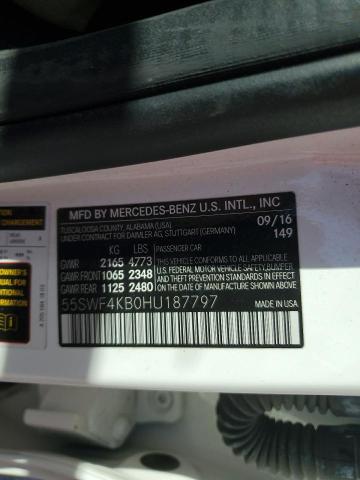 MFD BY MERCEDES-BENZ U.S. INTL., INC
TUSCALOOSA COUNTY, ALABAMA (USA)
UNDER CONTRACT FOR DAIMLER AG, STUTTGART (GERMANY)
09/16
149
KG LBS PASSENGER CAR
GVWR 2165 4773
GAWR FRONT 1065 2348
GAWR REAR 1125 2480
THIS VEHICLE CONFORMS TO ALL APPLICABLE
U.S. FEDERAL MOTOR VEHICLE SAFETY
BUMPER, AND THEFT PREVENTION STANDARDS IN EFFECT
ON THE DATE OF MANUFACTURE SHOWN ABOVE.
55SWF4KB0HU187797
OWNER'S